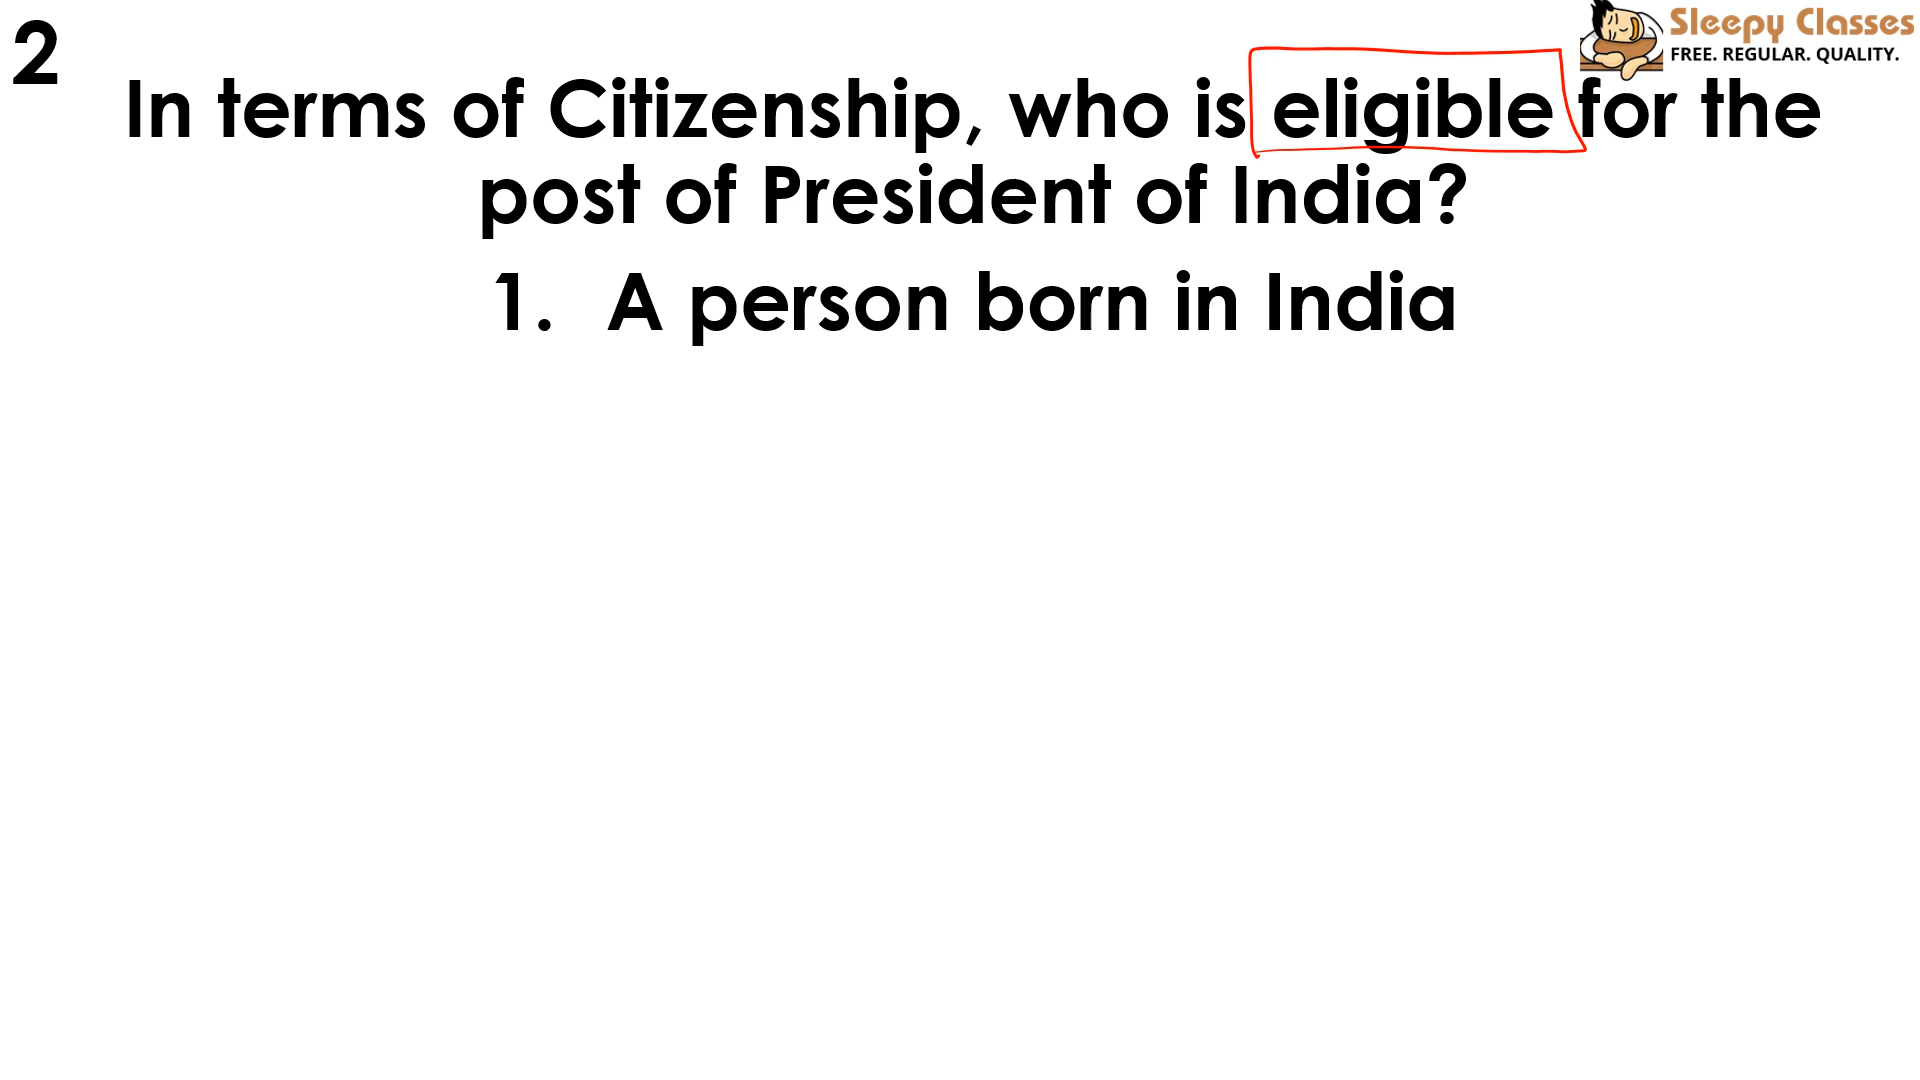 2
Sleepy Classes
FREE. REGULAR. QUALITY.
In terms of Citizenship, who is eligible for the
post of President of India?
1. A person born in India